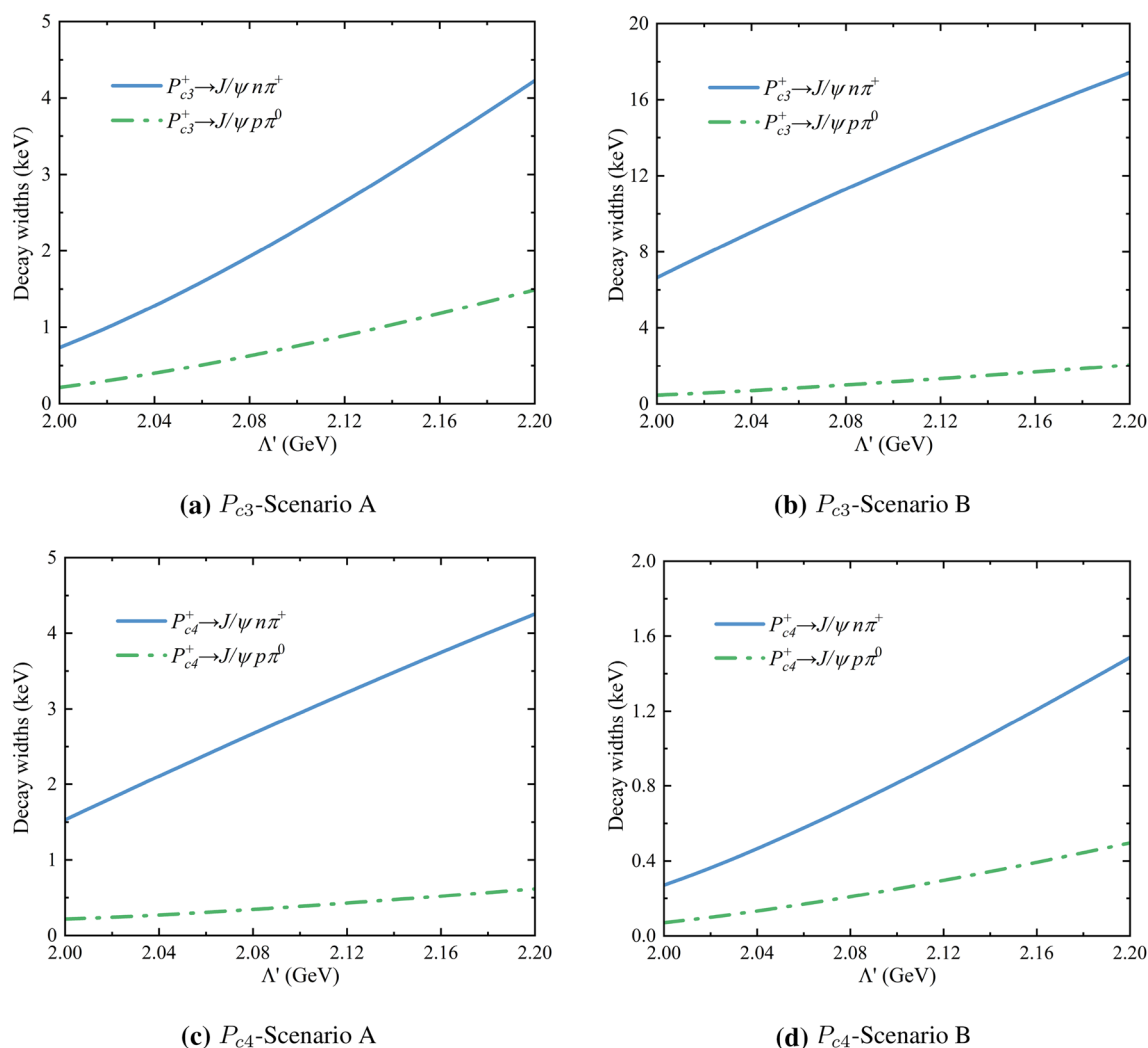 5
4
3
2
1
0
Decay widths (keV)
P⁺c3→J/ψ nπ⁺
P⁺c3→J/ψ pπ⁰
2.00 2.04 2.08 2.12 2.16 2.20
Λ' (GeV)
(a) Pc3-Scenario A
20
16
12
8
4
0
Decay widths (keV)
P⁺c3→J/ψ nπ⁺
P⁺c3→J/ψ pπ⁰
2.00 2.04 2.08 2.12 2.16 2.20
Λ' (GeV)
(b) Pc3-Scenario B
5
4
3
2
1
0
Decay widths (keV)
P⁺c4→J/ψ nπ⁺
P⁺c4→J/ψ pπ⁰
2.00 2.04 2.08 2.12 2.16 2.20
Λ' (GeV)
(c) Pc4-Scenario A
2.0
1.6
1.2
0.8
0.4
0.0
Decay widths (keV)
P⁺c4→J/ψ nπ⁺
P⁺c4→J/ψ pπ⁰
2.00 2.04 2.08 2.12 2.16 2.20
Λ' (GeV)
(d) Pc4-Scenario B